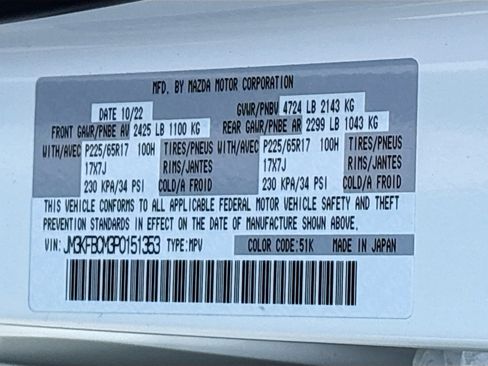 MFD. BY MAZDA MOTOR CORPORATION
DATE 10/22 GVWR/PNBV 4724 LB 2143 KG
FRONT GAWR/PNBE AV 2425 LB 1100 KG REAR GAWR/PNBE AR 2299 LB 1043 KG
WITH/AVEC P225/65R17 100H TIRES/PNEUS WITH/AVEC P225/65R17 100H TIRES/PNEUS
17X7J RIMS/JANTES 17X7J RIMS/JANTES
230 KPA/34 PSI COLD/A FROID 230 KPA/34 PSI COLD/A FROID
THIS VEHICLE CONFORMS TO ALL APPLICABLE FEDERAL MOTOR VEHICLE SAFETY AND THEFT
PREVENTION STANDARDS IN EFFECT ON THE DATE OF MANUFACTURE SHOWN ABOVE.
VIN: JM3KFBCM3P0151353 TYPE:MPV COLOR CODE:51K MADE IN JAPAN